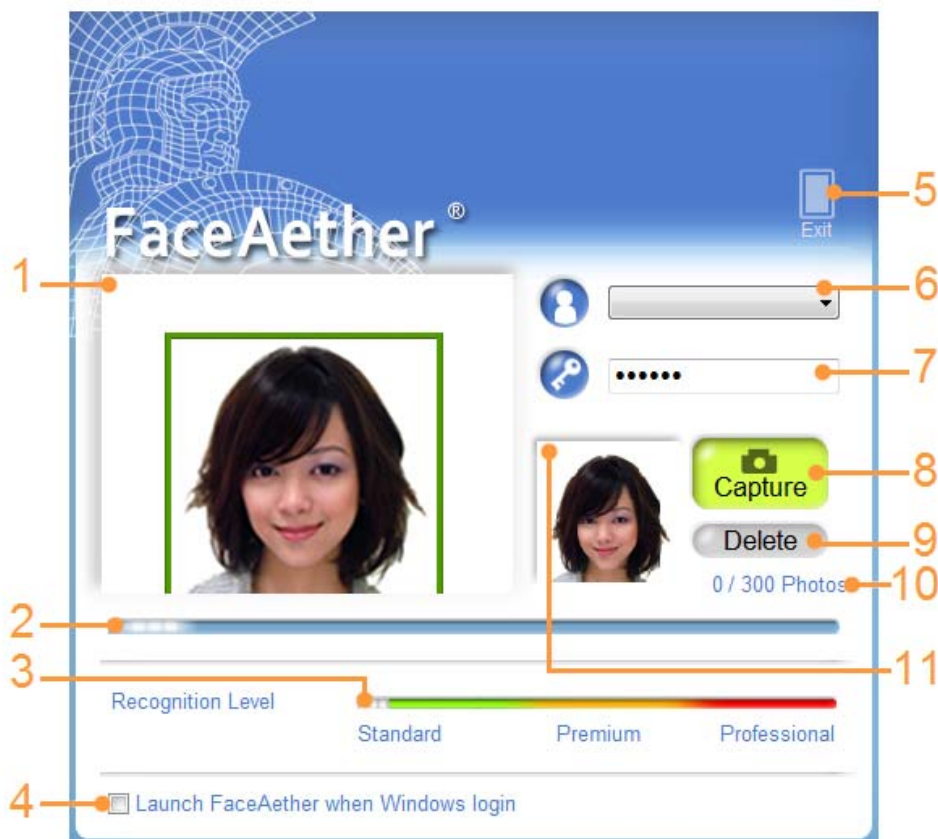 5
Exit
FaceAether ®
1
6
7
••••••
Capture
8
Delete
9
0 / 300 Photos
10
2
11
3
Recognition Level
Standard Premium Professional
4
Launch FaceAether when Windows login